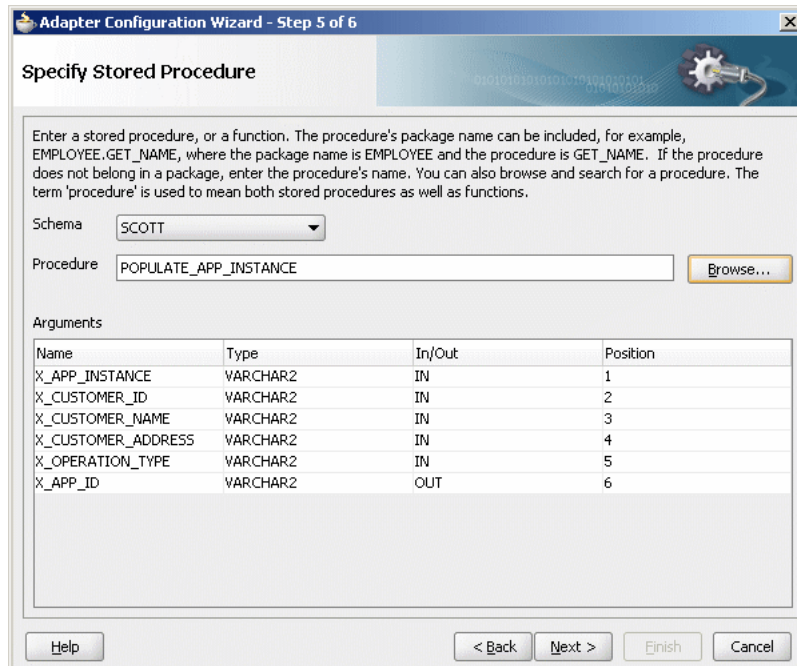 Adapter Configuration Wizard - Step 5 of 6
Specify Stored Procedure
Enter a stored procedure, or a function. The procedure's package name can be included, for example,
EMPLOYEE.GET_NAME, where the package name is EMPLOYEE and the procedure is GET_NAME. If the procedure
does not belong in a package, enter the procedure's name. You can also browse and search for a procedure. The
term 'procedure' is used to mean both stored procedures as well as functions.
Schema SCOTT
Procedure POPULATE_APP_INSTANCE Browse...
Arguments
Name Type In/Out Position
X_APP_INSTANCE VARCHAR2 IN 1
X_CUSTOMER_ID VARCHAR2 IN 2
X_CUSTOMER_NAME VARCHAR2 IN 3
X_CUSTOMER_ADDRESS VARCHAR2 IN 4
X_OPERATION_TYPE VARCHAR2 IN 5
X_APP_ID VARCHAR2 OUT 6
Help < Back Next > Finish Cancel